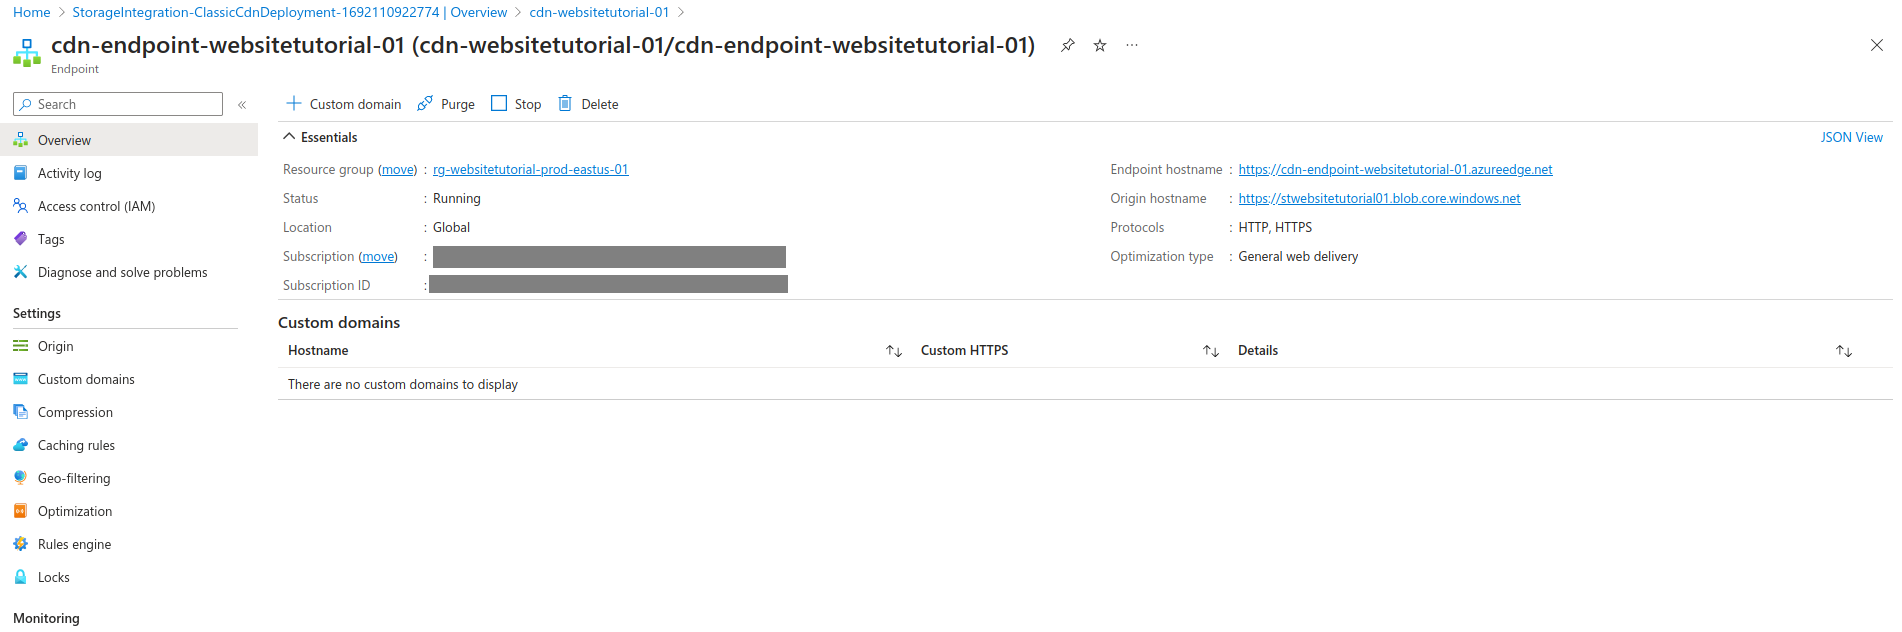 Home > StorageIntegration-ClassicCdnDeployment-1692110922774 | Overview > cdn-websitetutorial-01 >
cdn-endpoint-websitetutorial-01 (cdn-websitetutorial-01/cdn-endpoint-websitetutorial-01) ...
Endpoint
Search «
Custom domain Purge Stop Delete
Overview
Activity log
Access control (IAM)
Tags
Diagnose and solve problems
Settings
Origin
Custom domains
Compression
Caching rules
Geo-filtering
Optimization
Rules engine
Locks
Monitoring
Essentials JSON View
Resource group (move) : rg-websitetutorial-prod-eastus-01
Status : Running
Location : Global
Subscription (move) :
Subscription ID :
Endpoint hostname : https://cdn-endpoint-websitetutorial-01.azureedge.net
Origin hostname : https://stwebsitetutorial01.blob.core.windows.net
Protocols : HTTP, HTTPS
Optimization type : General web delivery
Custom domains
Hostname ↑↓ Custom HTTPS ↑↓ Details ↑↓
There are no custom domains to display